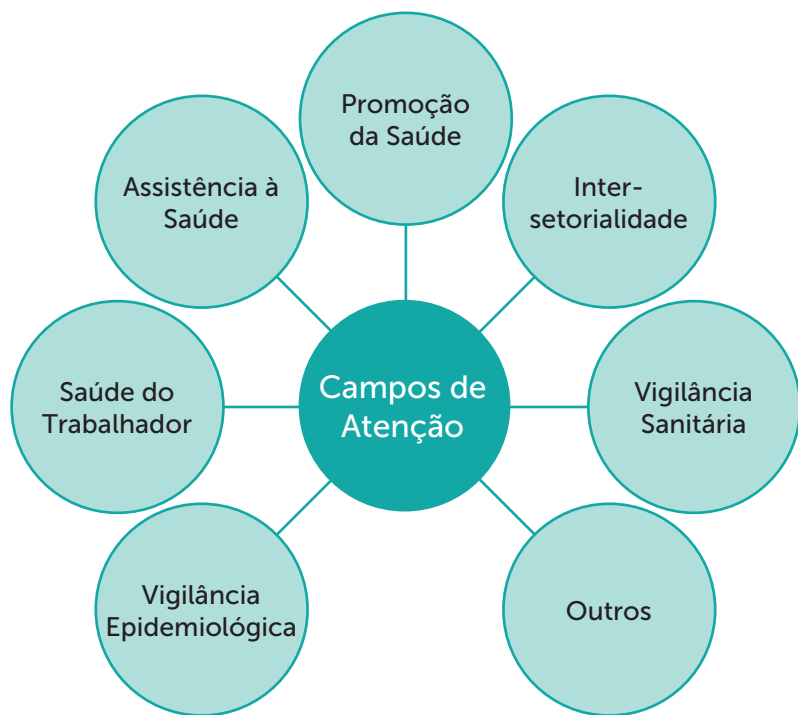 Promoção
da Saúde
Assistência à
Saúde
Inter-
setorialidade
Saúde do
Trabalhador
Campos de
Atenção
Vigilância
Sanitária
Vigilância
Epidemiológica
Outros